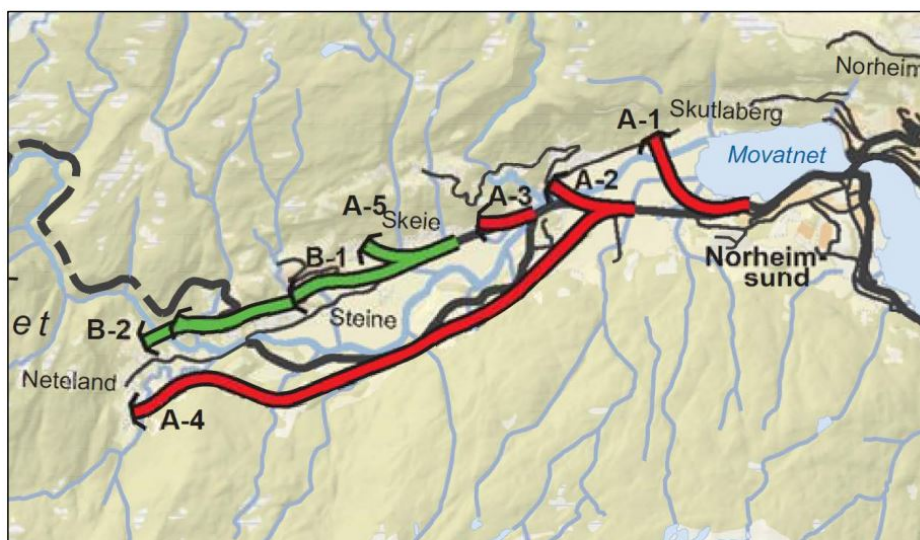 Norheim
Skutlaberg
A-1
Movatnet
A-2
A-3
A-5
Skeie
Norheim-
sund
B-1
Steine
et
B-2
Neteland
A-4